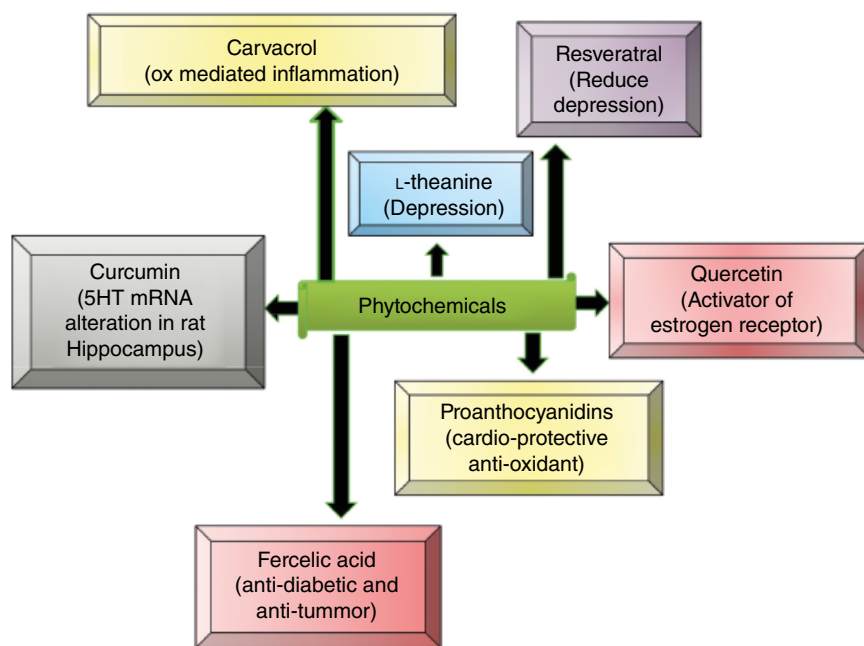 Carvacrol
(ox mediated inflammation)
Resveratral
(Reduce
depression)
L-theanine
(Depression)
Curcumin
(5HT mRNA
alteration in rat
Hippocampus)
Phytochemicals
Quercetin
(Activator of
estrogen receptor)
Proanthocyanidins
(cardio-protective
anti-oxidant)
Fercelic acid
(anti-diabetic and
anti-tummor)